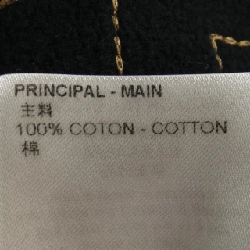 PRINCIPAL - MAIN
主料
100% COTON - COTTON
棉